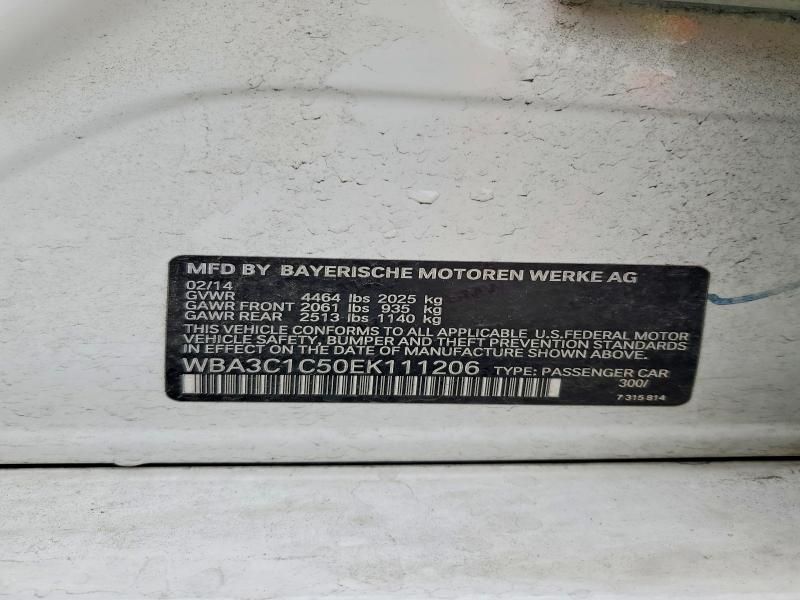 MFD BY BAYERISCHE MOTOREN WERKE AG
02/14
GVWR 4464 lbs 2025 kg
GAWR FRONT 2061 lbs 935 kg
GAWR REAR 2513 lbs 1140 kg
THIS VEHICLE CONFORMS TO ALL APPLICABLE U.S.FEDERAL MOTOR
VEHICLE SAFETY, BUMPER AND THEFT PREVENTION STANDARDS
IN EFFECT ON THE DATE OF MANUFACTURE SHOWN ABOVE.
WBA3C1C50EK111206 TYPE: PASSENGER CAR
300/
7 315 814